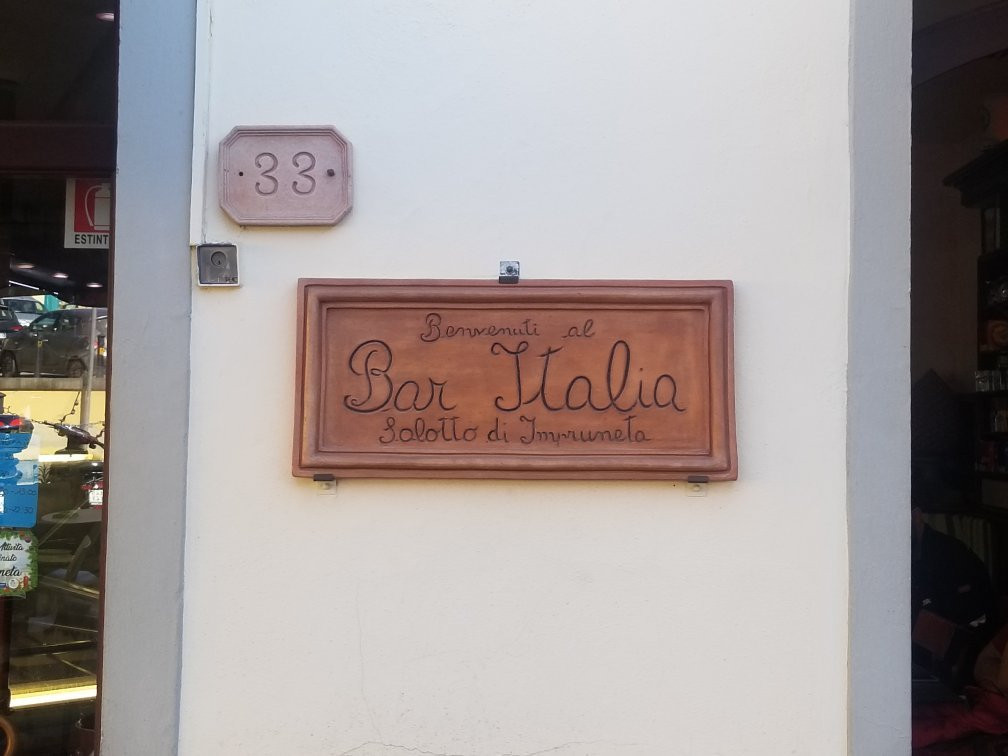 33
ESTINT
Benvenuti al
Bar Italia
Salotto di Impruneta